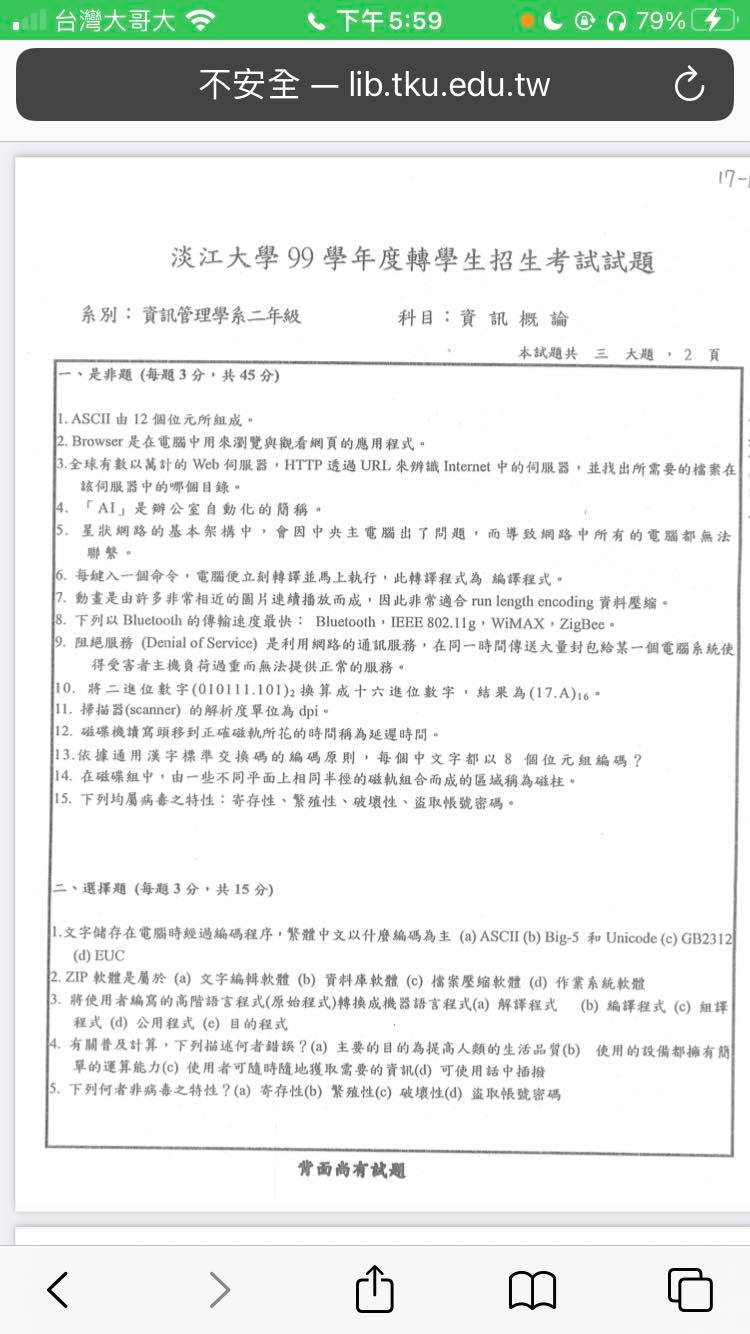 台灣大哥大 下午5:59 79%
不安全 — lib.tku.edu.tw
17-
淡江大學 99 學年度轉學生招生考試試題
系別：資訊管理學系二年級 科目：資 訊 概 論
本試題共 三 大題，2 頁
一、是非題 (每題 3 分，共 45 分)
1. ASCII 由 12 個位元所組成。
2. Browser 是在電腦中用來瀏覽與觀看網頁的應用程式。
3.全球有數以萬計的 Web 伺服器，HTTP 透過 URL 來辨識 Internet 中的伺服器，並找出所需要的檔案在
該伺服器中的哪個目錄。
4. 「AI」是辦公室自動化的簡稱。
5. 星狀網路的基本架構中，會因中央主電腦出了問題，而導致網路中所有的電腦都無法
聯繫。
6. 每鍵入一個命令，電腦便立刻轉譯並馬上執行，此轉譯程式為 編譯程式。
7. 動畫是由許多非常相近的圖片連續播放而成，因此非常適合 run length encoding 資料壓縮。
8. 下列以 Bluetooth 的傳輸速度最快： Bluetooth，IEEE 802.11g，WiMAX，ZigBee。
9. 阻絕服務 (Denial of Service) 是利用網路的通訊服務，在同一時間傳送大量封包給某一個電腦系統使
得受害者主機負荷過重而無法提供正常的服務。
10. 將二進位數字(010111.101)₂ 換算成十六進位數字，結果為(17.A)₁₆。
11. 掃描器(scanner) 的解析度單位為 dpi。
12. 磁碟機讀寫頭移到正確磁軌所花的時間稱為延遲時間。
13.依據通用漢字標準交換碼的編碼原則，每個中文字都以 8 個位元組編碼？
14. 在磁碟組中，由一些不同平面上相同半徑的磁軌組合而成的區域稱為磁柱。
15. 下列均屬病毒之特性：寄存性、繁殖性、破壞性、盜取帳號密碼。
二、選擇題 (每題 3 分，共 15 分)
1.文字儲存在電腦時經過編碼程序，繁體中文以什麼編碼為主 (a) ASCII (b) Big-5 和 Unicode (c) GB2312
(d) EUC
2. ZIP 軟體是屬於 (a) 文字編輯軟體 (b) 資料庫軟體 (c) 檔案壓縮軟體 (d) 作業系統軟體
3. 將使用者編寫的高階語言程式(原始程式)轉換成機器語言程式(a) 解譯程式 (b) 編譯程式 (c) 組譯
程式 (d) 公用程式 (e) 目的程式
4. 有關普及計算，下列描述何者錯誤？(a) 主要的目的為提高人類的生活品質(b) 使用的設備都擁有簡
單的運算能力(c) 使用者可隨時隨地獲取需要的資訊(d) 可使用話中插撥
5. 下列何者非病毒之特性？(a) 寄存性(b) 繁殖性(c) 破壞性(d) 盜取帳號密碼
背面尚有試題